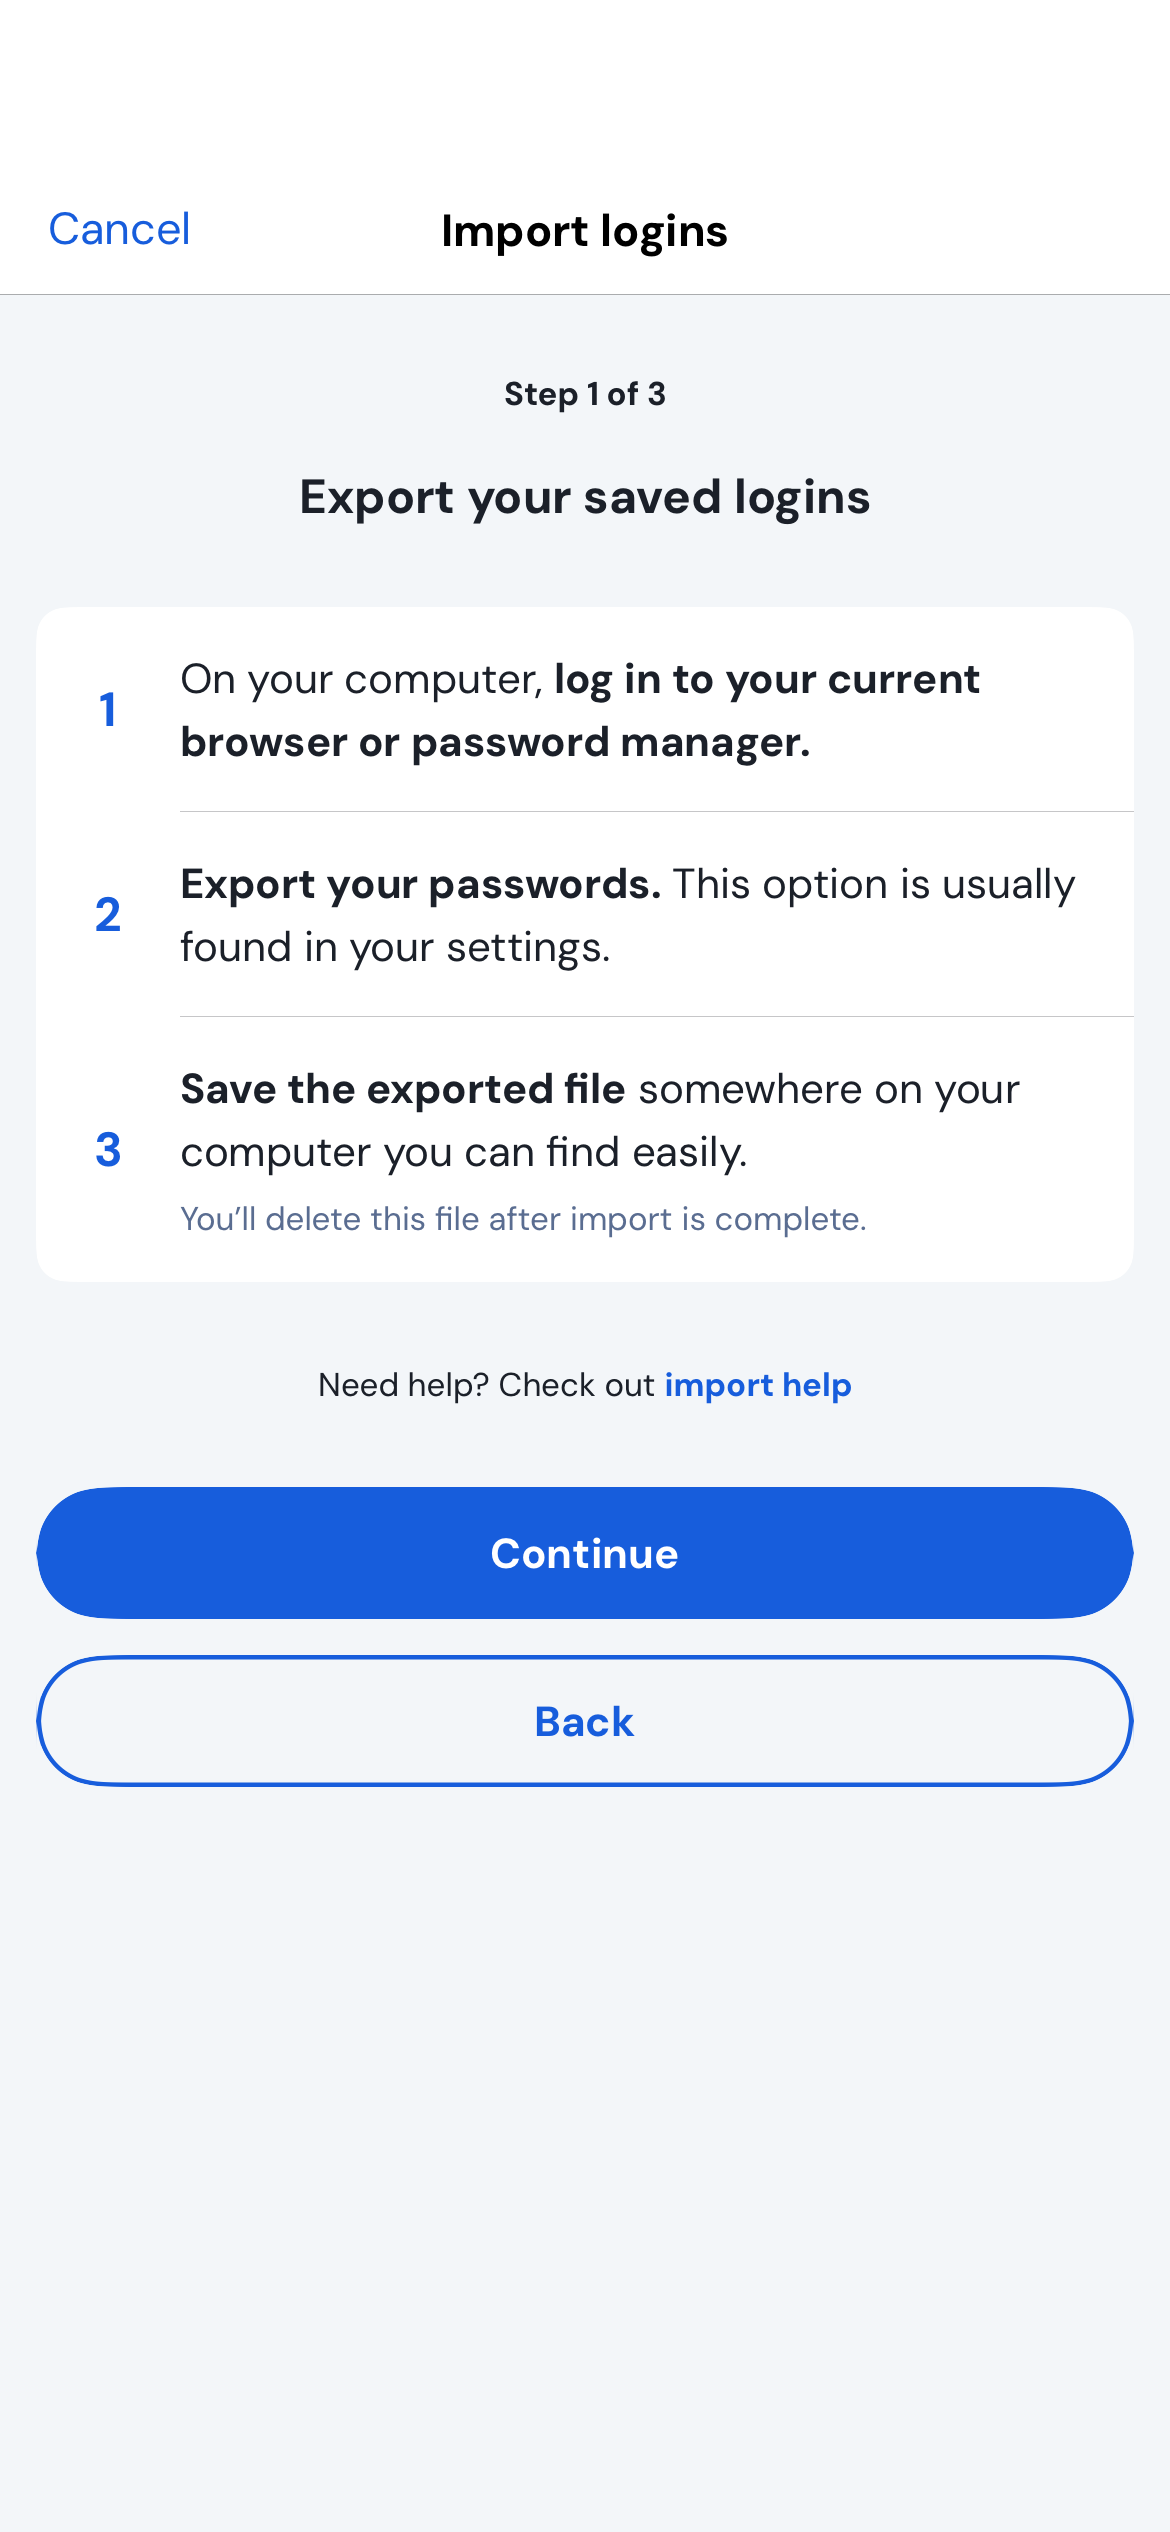 Cancel
Import logins
Step 1 of 3
Export your saved logins
1
On your computer, log in to your current
browser or password manager.
2
Export your passwords. This option is usually
found in your settings.
3
Save the exported file somewhere on your
computer you can find easily.
You’ll delete this file after import is complete.
Need help? Check out import help
Continue
Back